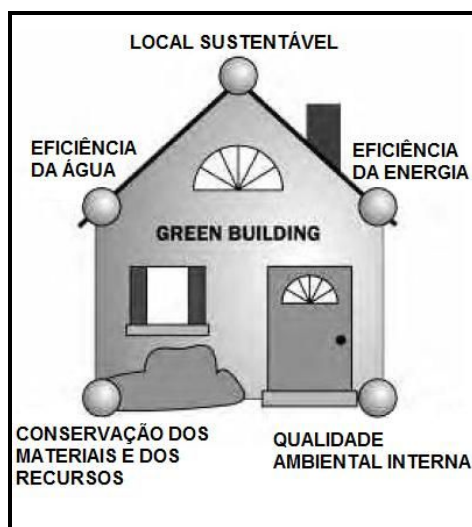 LOCAL SUSTENTÁVEL
EFICIÊNCIA
DA ÁGUA
EFICIÊNCIA
DA ENERGIA
GREEN BUILDING
CONSERVAÇÃO DOS
MATERIAIS E DOS
RECURSOS
QUALIDADE
AMBIENTAL INTERNA